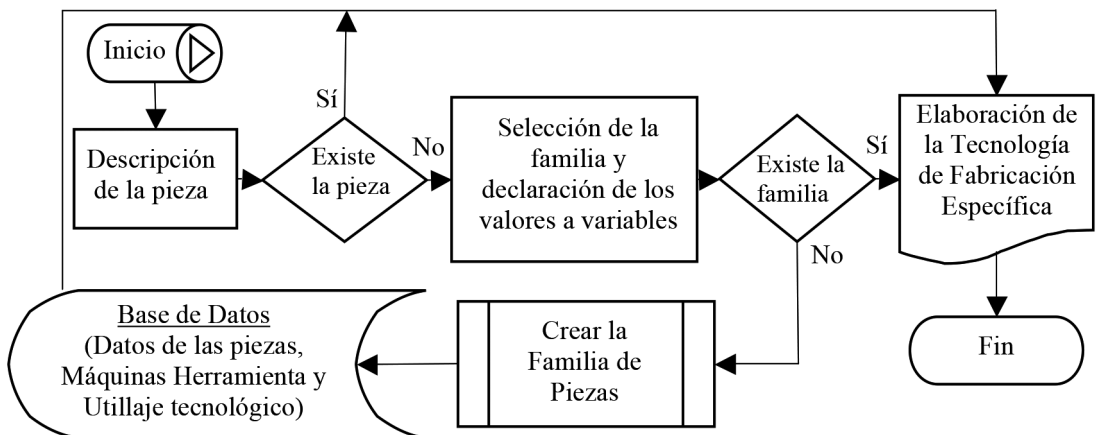 Inicio
Descripción
de la pieza
Sí
Existe
la pieza
No
Selección de la
familia y
declaración de los
valores a variables
Existe la
familia
Sí
No
Elaboración de
la Tecnología
de Fabricación
Específica
Base de Datos
(Datos de las piezas,
Máquinas Herramienta y
Utillaje tecnológico)
Crear la
Familia de
Piezas
Fin